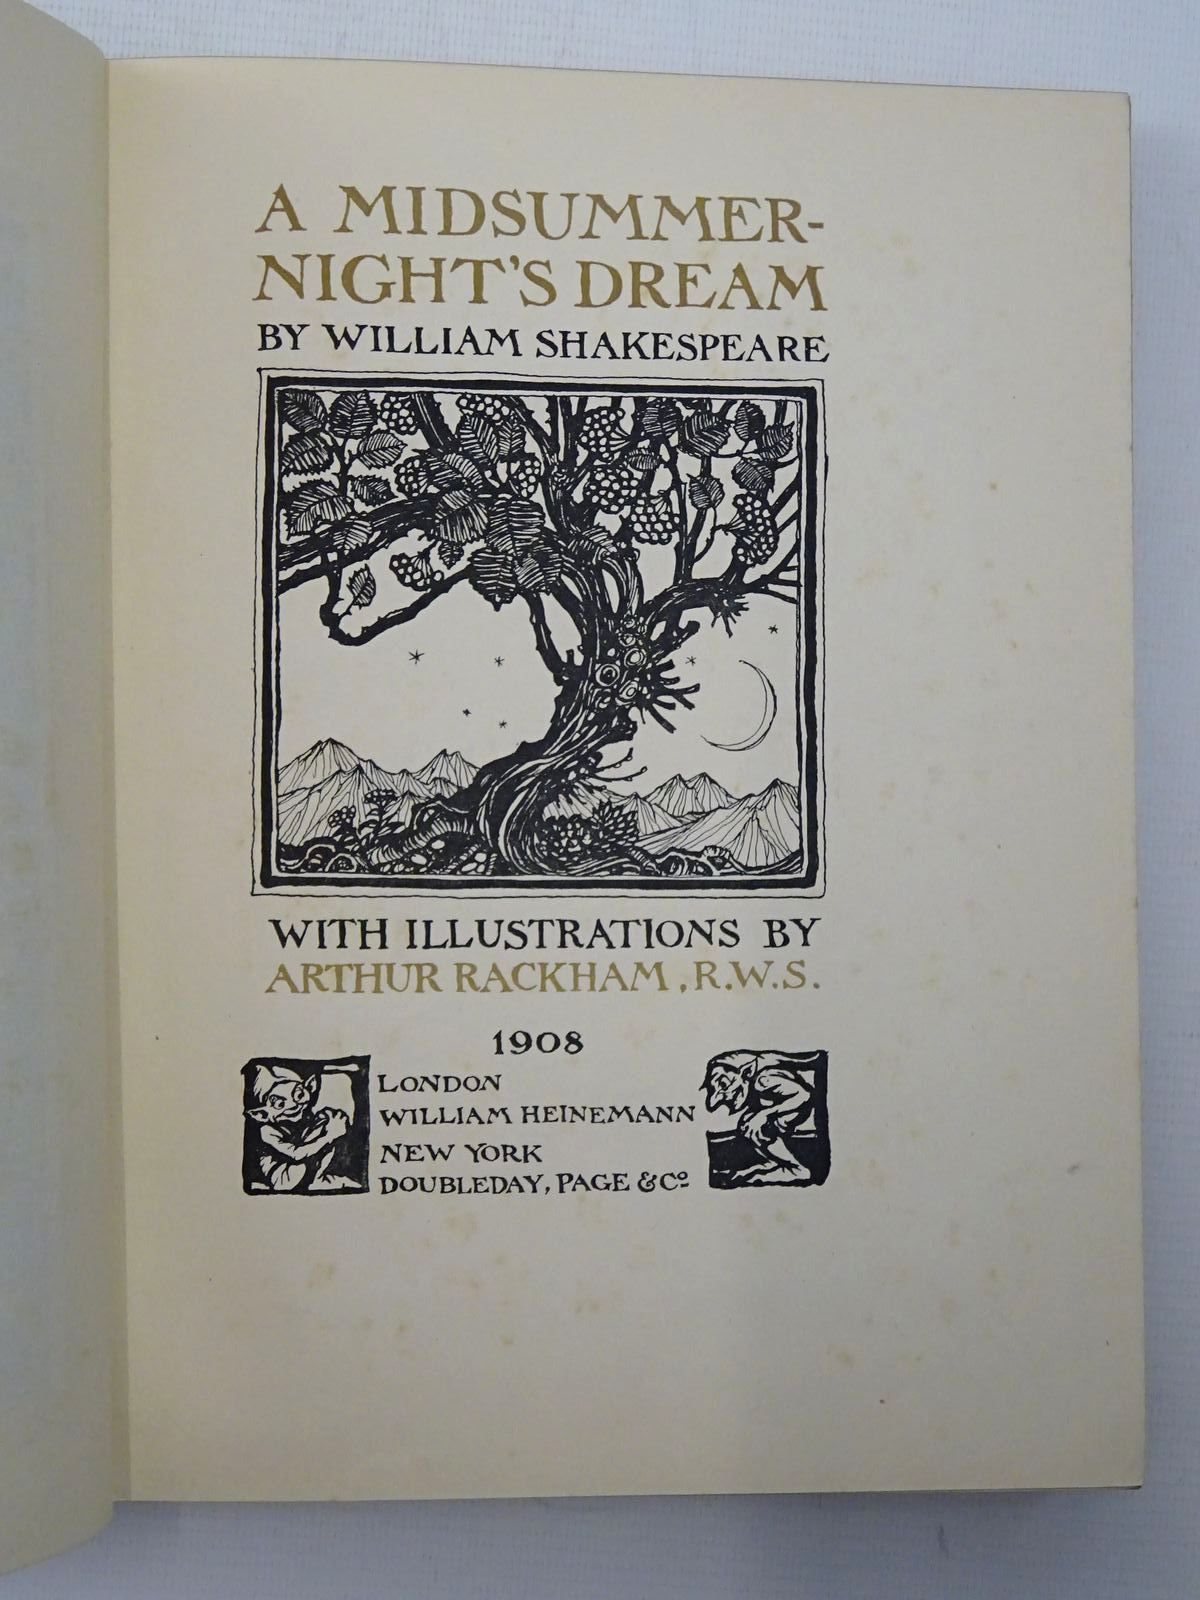 A MIDSUMMER-
NIGHT'S DREAM
BY WILLIAM SHAKESPEARE
WITH ILLUSTRATIONS BY
ARTHUR RACKHAM, R.W.S.
1908
LONDON
WILLIAM HEINEMANN
NEW YORK
DOUBLEDAY, PAGE & Cº